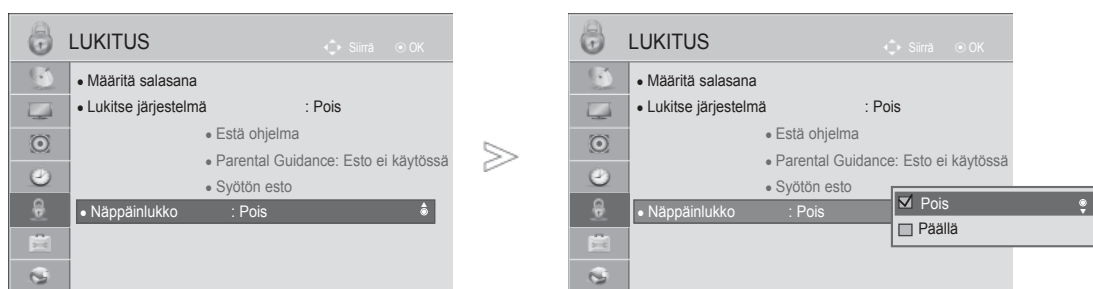 LUKITUS
Siirrä OK
• Määritä salasana
• Lukitse järjestelmä : Pois
• Estä ohjelma
• Parental Guidance: Esto ei käytössä
• Syötön esto
• Näppäinlukko : Pois
LUKITUS
Siirrä OK
• Määritä salasana
• Lukitse järjestelmä : Pois
• Estä ohjelma
• Parental Guidance: Esto ei käytössä
• Syötön esto
• Näppäinlukko : Pois
Pois
Päällä